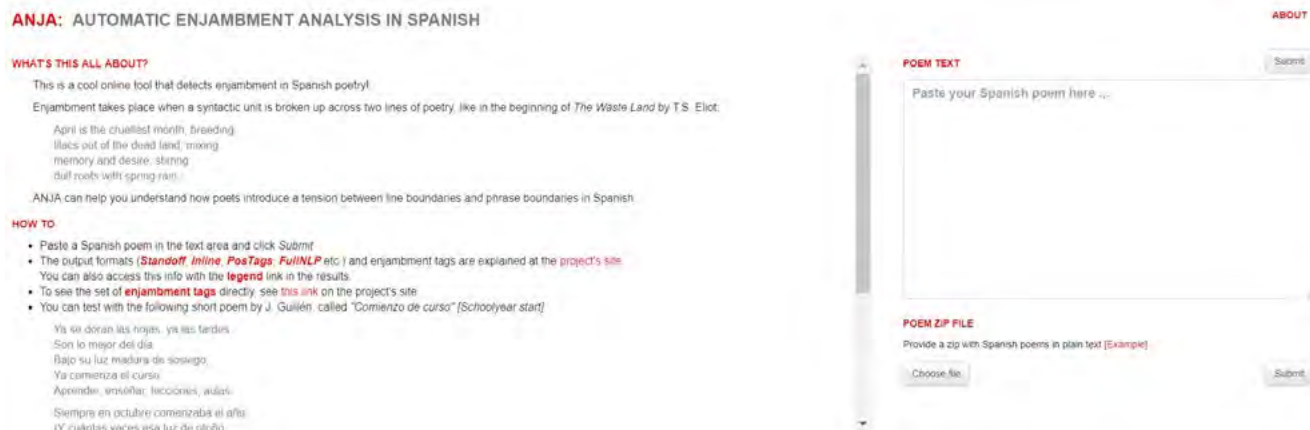 ANJA: AUTOMATIC ENJAMBMENT ANALYSIS IN SPANISH
ABOUT
WHAT'S THIS ALL ABOUT?
This is a cool online tool that detects enjambment in Spanish poetry!
Enjambment takes place when a syntactic unit is broken up across two lines of poetry, like in the beginning of The Waste Land by T.S. Eliot:
April is the cruellest month, breeding
lilacs out of the dead land, mixing
memory and desire, stirring
dull roots with spring rain.
ANJA can help you understand how poets introduce a tension between line boundaries and phrase boundaries in Spanish
HOW TO
• Paste a Spanish poem in the text area and click Submit
• The output formats (Standoff, Inline, PosTags, FullNLP etc.) and enjambment tags are explained at the project's site
You can also access this info with the legend link in the results.
• To see the set of enjambment tags directly, see this link on the project's site
• You can test with the following short poem by J. Guillén, called "Comienzo de curso" [Schoolyear start]
Ya se doran las hojas, ya las tardes
Son lo mejor del día
Bajo su luz madura de sosiego.
Ya comienza el curso.
Aprender, enseñar, lecciones, aulas.
Siempre en octubre comenzaba el año.
(Y cuántas veces esa luz de otoño
POEM TEXT
Submit
Paste your Spanish poem here ...
POEM ZIP FILE
Provide a zip with Spanish poems in plain text [Example]
Choose file
Submit